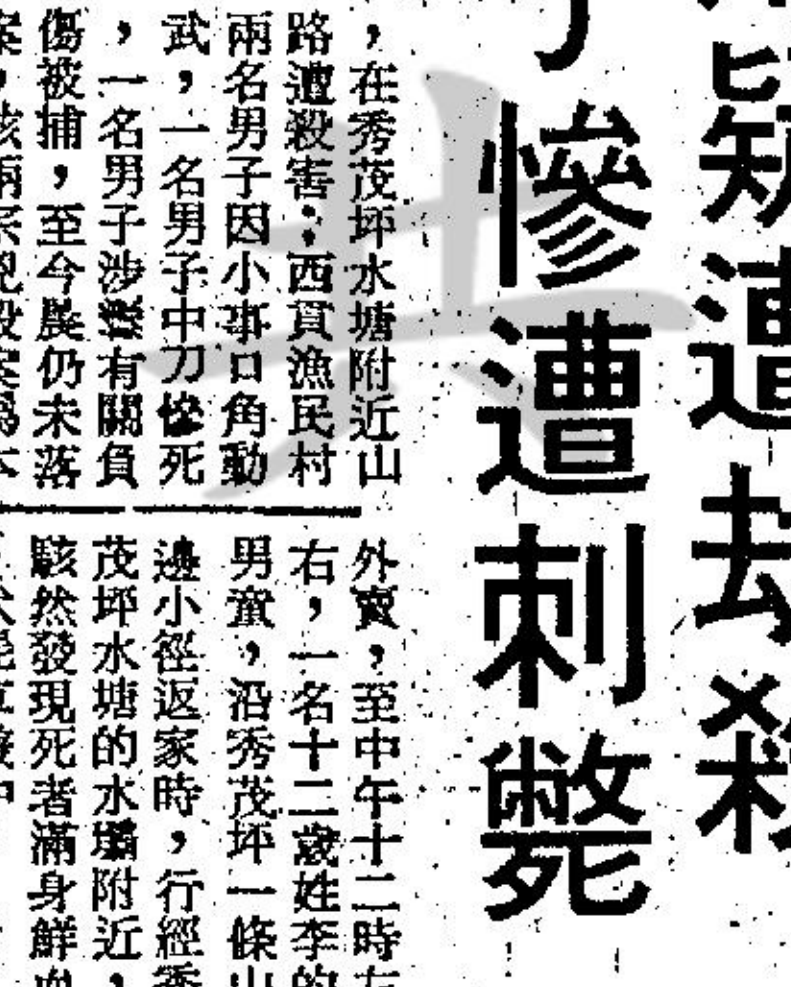 疑遭劫殺
慘遭刺斃
，在秀茂坪水塘附近山
路遭殺害；西貢漁民村
兩名男子因小事口角動
武，一名男子中刀慘死
，一名男子涉嫌有關負
傷被捕，至今晨仍未落
外賣，至中午十二時左
右，一名十二歲姓李的
男童，沿秀茂坪一條山
邊小徑返家時，行經秀
茂坪水塘的水壩附近，
駭然發現死者滿身鮮血